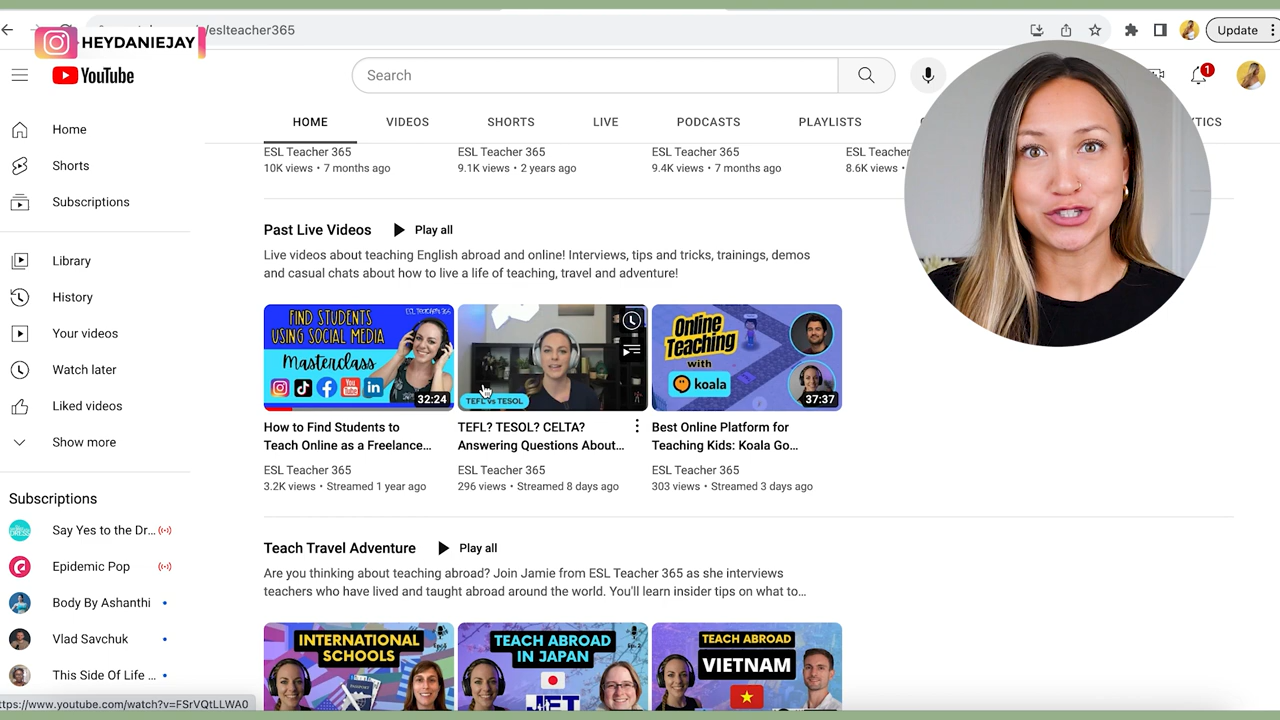 /eslteacher365
Update
HEYDANIEJAY
YouTube
Search
1
HOME
VIDEOS
SHORTS
LIVE
PODCASTS
PLAYLISTS
Home
Shorts
Subscriptions
Library
History
Your videos
Watch later
Liked videos
Show more
Subscriptions
Say Yes to the Dr...
Epidemic Pop
Body By Ashanthi
Vlad Savchuk
This Side Of Life ...
ESL Teacher 365
10K views • 7 months ago
ESL Teacher 365
9.1K views • 2 years ago
ESL Teacher 365
9.4K views • 7 months ago
ESL Teacher
8.6K views •
Past Live Videos
Play all
Live videos about teaching English abroad and online! Interviews, tips and tricks, trainings, demos
and casual chats about how to live a life of teaching, travel and adventure!
FIND STUDENTS
ESL TEACHER 365
USING SOCIAL MEDIA
Masterclass
32:24
TEFL vs TESOL
Online
Teaching
with
koala
37:37
How to Find Students to
Teach Online as a Freelance...
ESL Teacher 365
3.2K views • Streamed 1 year ago
TEFL? TESOL? CELTA?
Answering Questions About...
ESL Teacher 365
296 views • Streamed 8 days ago
Best Online Platform for
Teaching Kids: Koala Go...
ESL Teacher 365
303 views • Streamed 3 days ago
Teach Travel Adventure
Play all
Are you thinking about teaching abroad? Join Jamie from ESL Teacher 365 as she interviews
teachers who have lived and taught abroad around the world. You'll learn insider tips on what to...
INTERNATIONAL
SCHOOLS
TEACH ABROAD
IN JAPAN
JET
TEACH ABROAD
VIETNAM
ttps://www.youtube.com/watch?v=FSrVQtLLWA0